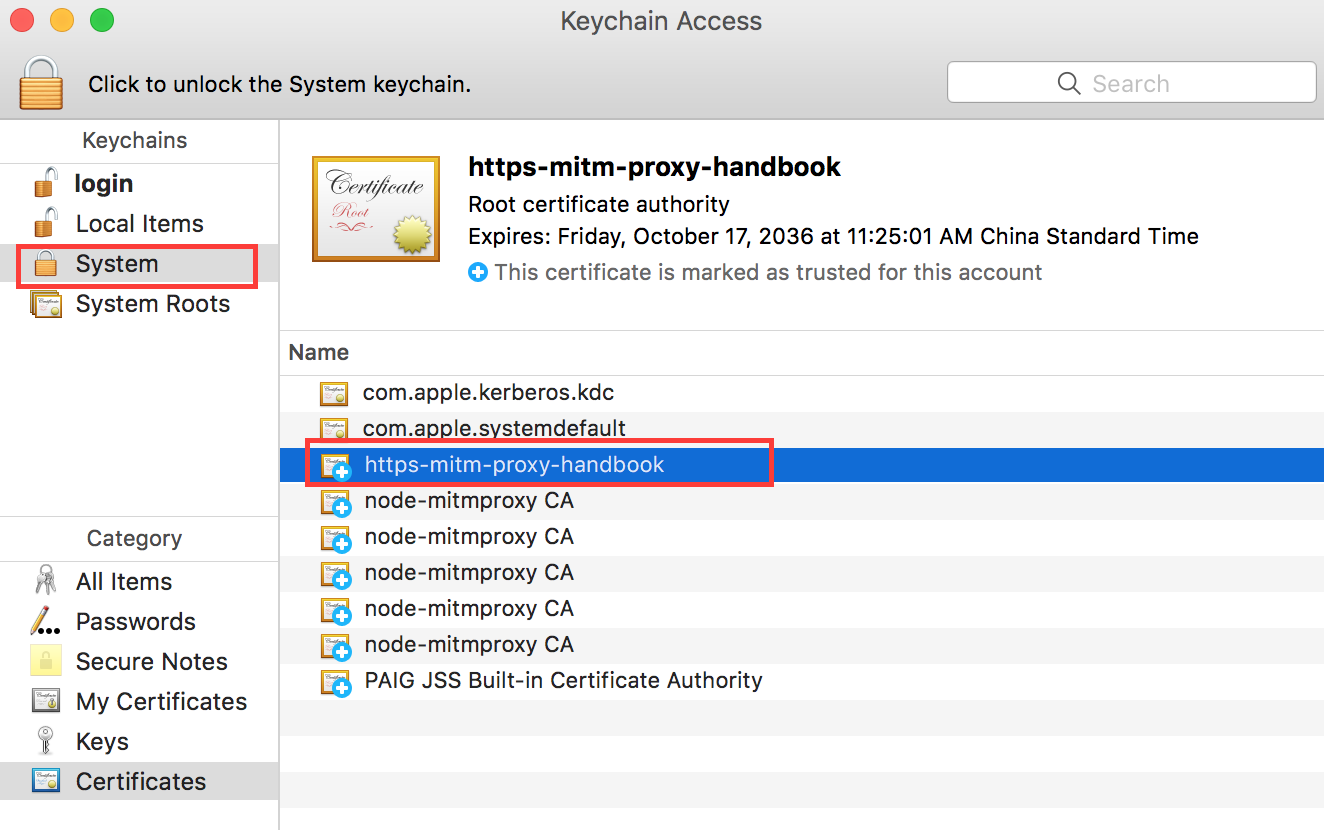 Keychain Access
Click to unlock the System keychain.
Search
Keychains
login
Local Items
System
System Roots
Category
All Items
Passwords
Secure Notes
My Certificates
Keys
Certificates
Certificate
Root
https-mitm-proxy-handbook
Root certificate authority
Expires: Friday, October 17, 2036 at 11:25:01 AM China Standard Time
This certificate is marked as trusted for this account
Name
com.apple.kerberos.kdc
com.apple.systemdefault
https-mitm-proxy-handbook
node-mitmproxy CA
node-mitmproxy CA
node-mitmproxy CA
node-mitmproxy CA
node-mitmproxy CA
PAIG JSS Built-in Certificate Authority